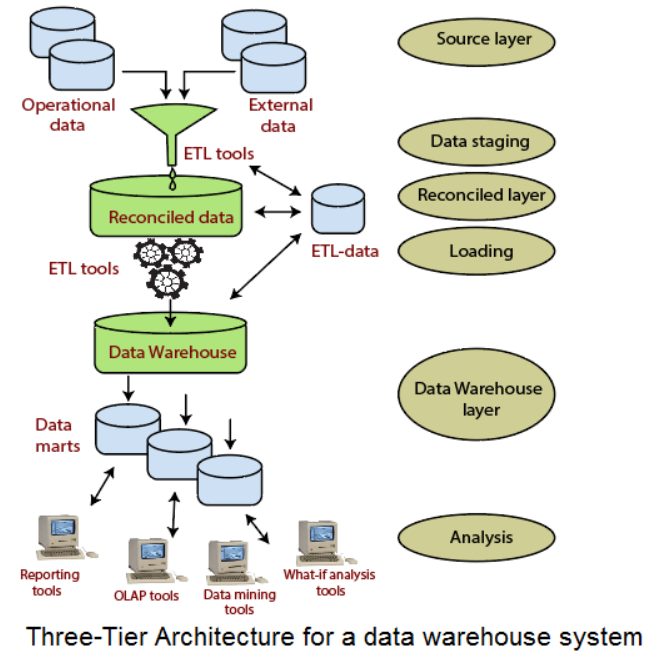 Source layer
Operational
data
External
data
ETL tools
Data staging
Reconciled data
Reconciled layer
ETL-data
ETL tools
Loading
Data Warehouse
Data Warehouse
layer
Data
marts
Analysis
Reporting
tools
OLAP tools
Data mining
tools
What-if analysis
tools
Three-Tier Architecture for a data warehouse system